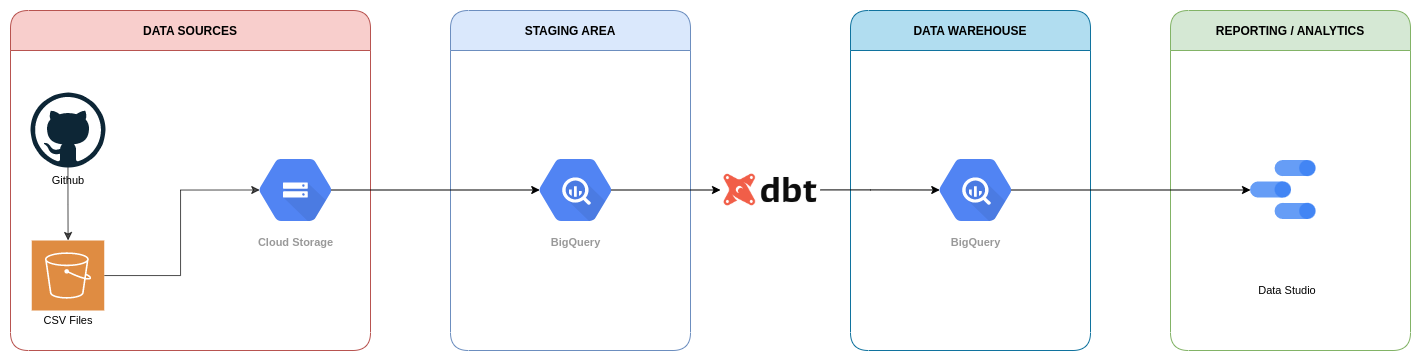 DATA SOURCES
STAGING AREA
DATA WAREHOUSE
REPORTING / ANALYTICS
Github
CSV Files
Cloud Storage
BigQuery
dbt
BigQuery
Data Studio